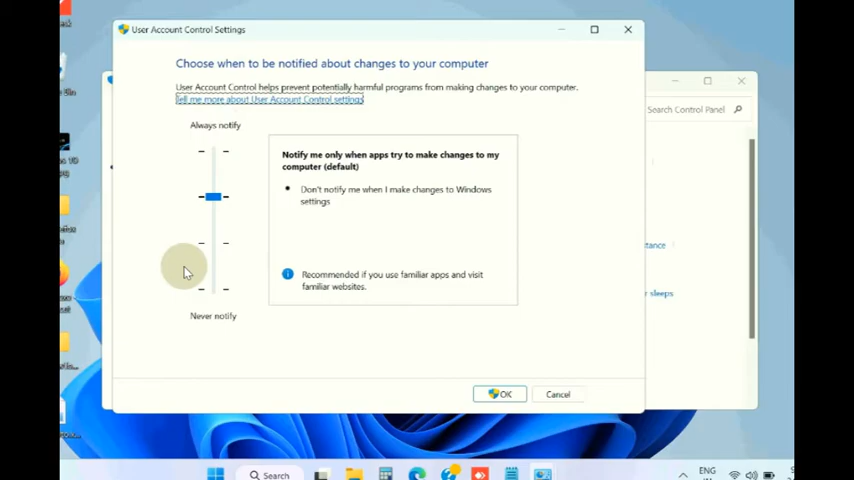 User Account Control Settings
Choose when to be notified about changes to your computer
User Account Control helps prevent potentially harmful programs from making changes to your computer.
Tell me more about User Account Control settings
Always notify
Notify me only when apps try to make changes to my
computer (default)
Don't notify me when I make changes to Windows
settings
Recommended if you use familiar apps and visit
familiar websites.
Never notify
OK
Cancel
Search Control Panel
Search
ENG